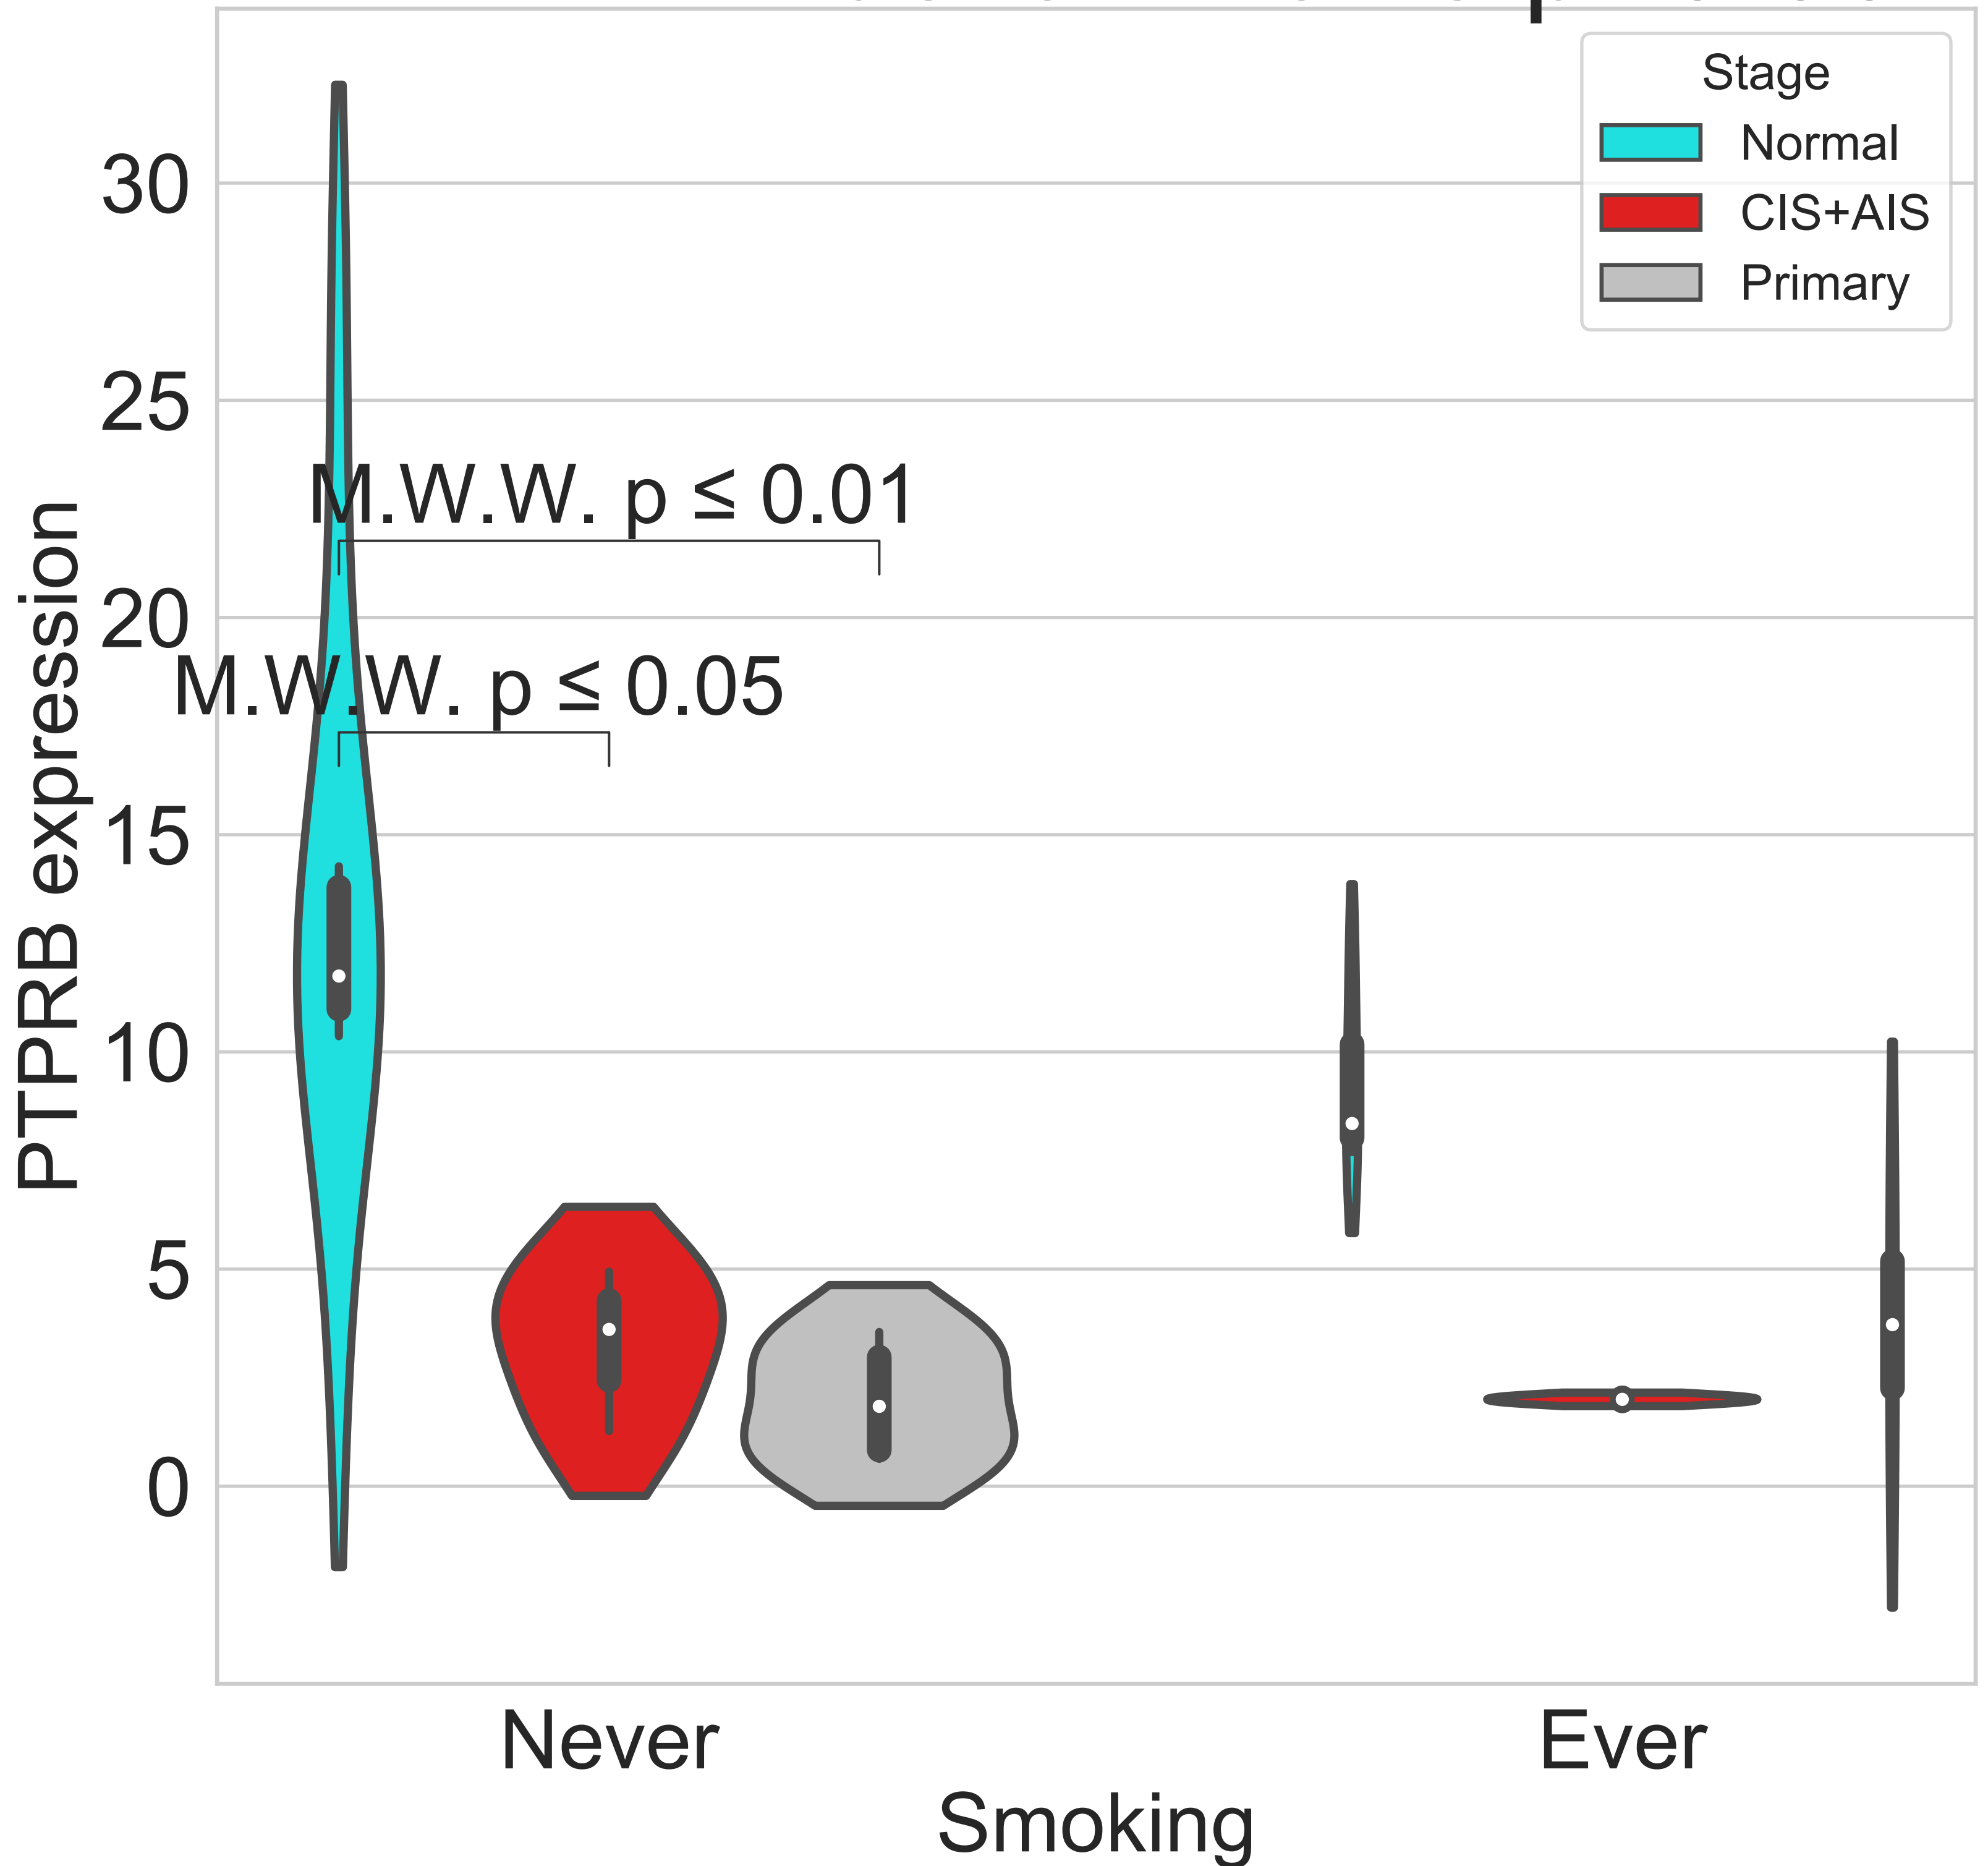 Stage
Normal
CIS+AIS
Primary
30
25
20
15
10
5
0
PTPRB expression
M.W.W. p ≤ 0.01
M.W.W. p ≤ 0.05
Never
Ever
Smoking